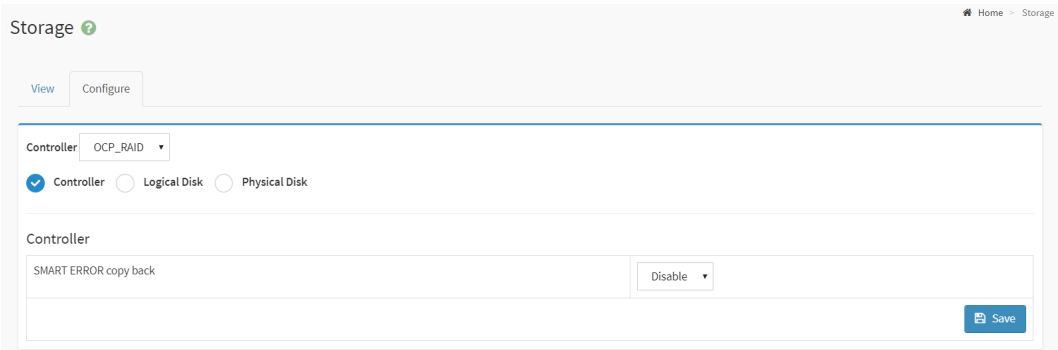 Home > Storage
Storage
View Configure
Controller OCP_RAID
Controller Logical Disk Physical Disk
Controller
SMART ERROR copy back Disable
Save